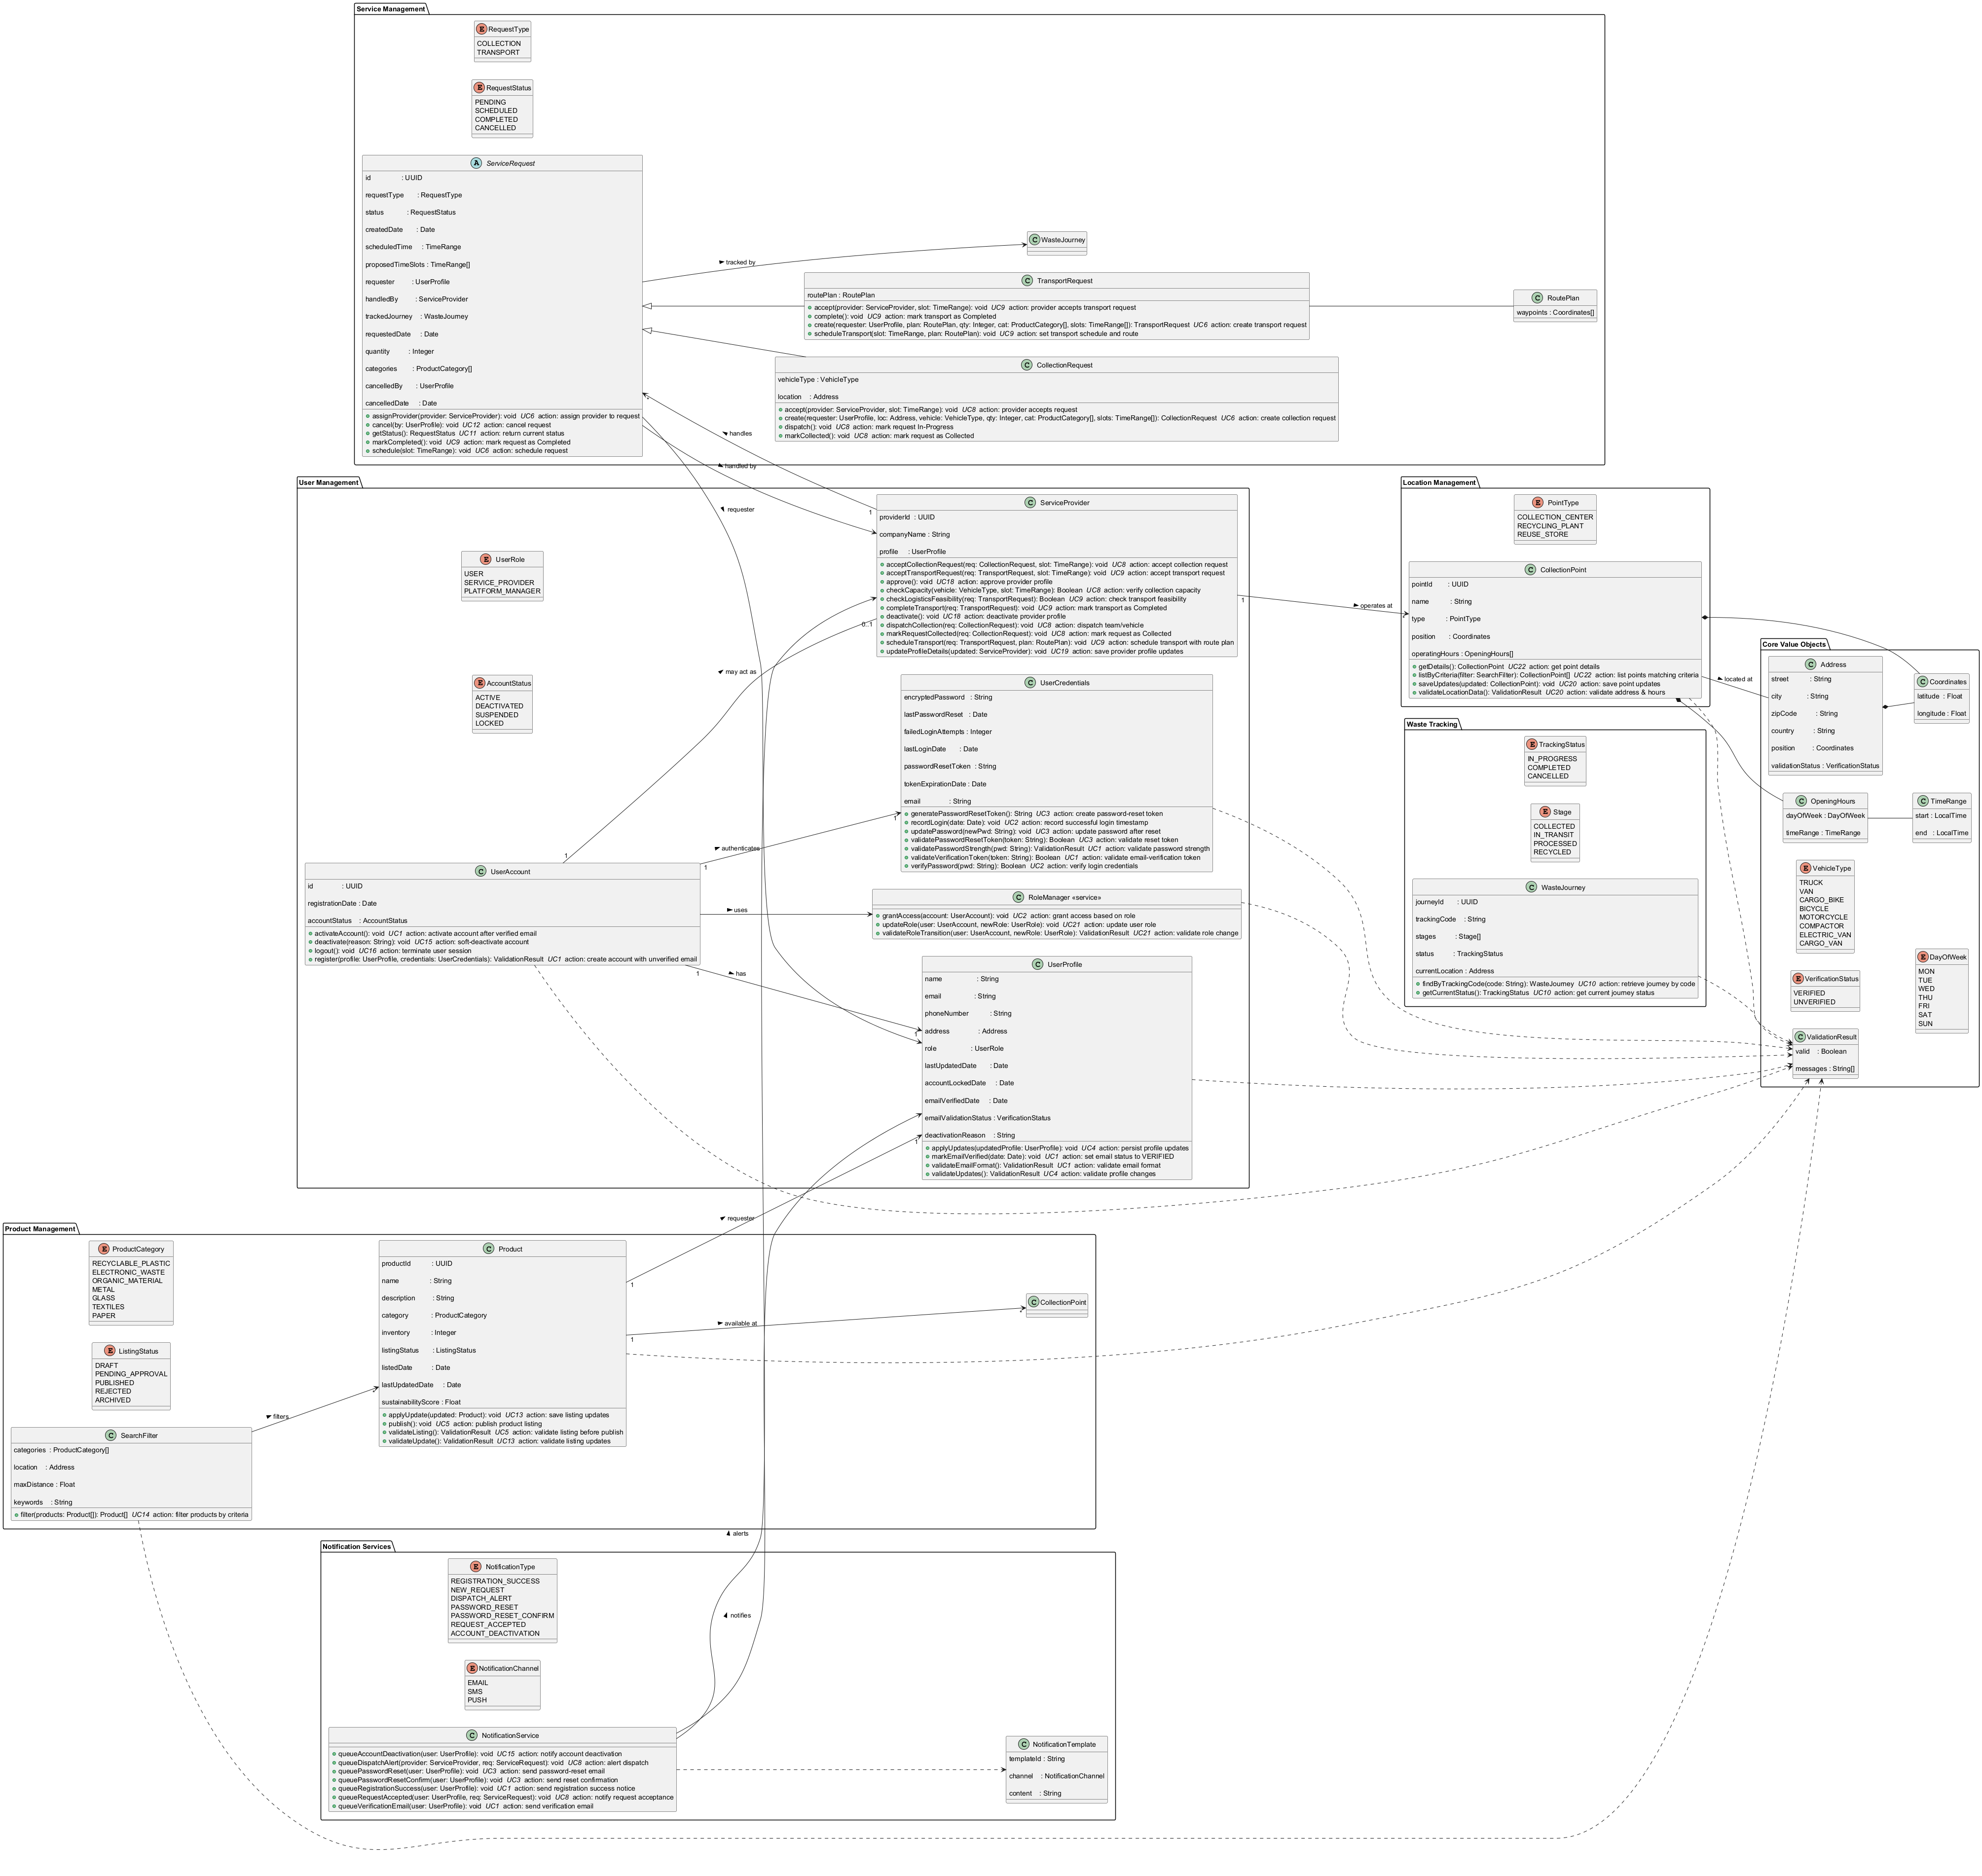 Service Management
E RequestType
COLLECTION
TRANSPORT
E RequestStatus
PENDING
SCHEDULED
COMPLETED
CANCELLED
A ServiceRequest
id : UUID
requestType : RequestType
status : RequestStatus
createdDate : Date
scheduledTime : TimeRange
proposedTimeSlots : TimeRange[]
requester : UserProfile
handledBy : ServiceProvider
trackedJourney : WasteJourney
requestedDate : Date
quantity : Integer
categories : ProductCategory[]
cancelledBy : UserProfile
cancelledDate : Date
assignProvider(provider: ServiceProvider): void UC6 action: assign provider to request
cancel(by: UserProfile): void UC12 action: cancel request
getStatus(): RequestStatus UC11 action: return current status
markCompleted(): void UC9 action: mark request as Completed
schedule(slot: TimeRange): void UC6 action: schedule request
tracked by
C WasteJourney
C TransportRequest
routePlan : RoutePlan
accept(provider: ServiceProvider, slot: TimeRange): void UC9 action: provider accepts transport request
complete(): void UC9 action: mark transport as Completed
create(requester: UserProfile, plan: RoutePlan, qty: Integer, cat: ProductCategory[], slots: TimeRange[]): TransportRequest UC6 action: create transport request
scheduleTransport(slot: TimeRange, plan: RoutePlan): void UC9 action: set transport schedule and route
C RoutePlan
waypoints : Coordinates[]
C CollectionRequest
vehicleType : VehicleType
location : Address
accept(provider: ServiceProvider, slot: TimeRange): void UC8 action: provider accepts request
create(requester: UserProfile, loc: Address, vehicle: VehicleType, qty: Integer, cat: ProductCategory[], slots: TimeRange[]): CollectionRequest UC6 action: create collection request
dispatch(): void UC8 action: mark request In-Progress
markCollected(): void UC8 action: mark request as Collected
*
handles
handled by
requester
User Management
E UserRole
USER
SERVICE_PROVIDER
PLATFORM_MANAGER
E AccountStatus
ACTIVE
DEACTIVATED
SUSPENDED
LOCKED
C UserAccount
id : UUID
registrationDate : Date
accountStatus : AccountStatus
activateAccount(): void UC1 action: activate account after verified email
deactivate(reason: String): void UC15 action: soft-deactivate account
logout(): void UC16 action: terminate user session
register(profile: UserProfile, credentials: UserCredentials): ValidationResult UC1 action: create account with unverified email
1
may act as
0..1
1
authenticates
1
uses
1
has
1
C ServiceProvider
1
providerId : UUID
companyName : String
profile : UserProfile
acceptCollectionRequest(req: CollectionRequest, slot: TimeRange): void UC8 action: accept collection request
acceptTransportRequest(req: TransportRequest, slot: TimeRange): void UC9 action: accept transport request
approve(): void UC18 action: approve provider profile
checkCapacity(vehicle: VehicleType, slot: TimeRange): Boolean UC8 action: verify collection capacity
checkLogisticsFeasibility(req: TransportRequest): Boolean UC9 action: check transport feasibility
completeTransport(req: TransportRequest): void UC9 action: mark transport as Completed
deactivate(): void UC18 action: deactivate provider profile
dispatchCollection(req: CollectionRequest): void UC8 action: dispatch team/vehicle
markRequestCollected(req: CollectionRequest): void UC8 action: mark request as Collected
scheduleTransport(req: TransportRequest, plan: RoutePlan): void UC9 action: schedule transport with route plan
updateProfileDetails(updated: ServiceProvider): void UC19 action: save provider profile updates
C UserCredentials
encryptedPassword : String
lastPasswordReset : Date
failedLoginAttempts : Integer
lastLoginDate : Date
passwordResetToken : String
tokenExpirationDate : Date
email : String
generatePasswordResetToken(): String UC3 action: create password-reset token
recordLogin(date: Date): void UC2 action: record successful login timestamp
updatePassword(newPwd: String): void UC3 action: update password after reset
validatePasswordResetToken(token: String): Boolean UC3 action: validate reset token
validatePasswordStrength(pwd: String): ValidationResult UC1 action: validate password strength
validateVerificationToken(token: String): Boolean UC1 action: validate email-verification token
verifyPassword(pwd: String): Boolean UC2 action: verify login credentials
C RoleManager «service»
grantAccess(account: UserAccount): void UC2 action: grant access based on role
updateRole(user: UserAccount, newRole: UserRole): void UC21 action: update user role
validateRoleTransition(user: UserAccount, newRole: UserRole): ValidationResult UC21 action: validate role change
C UserProfile
name : String
email : String
phoneNumber : String
address : Address
role : UserRole
lastUpdatedDate : Date
accountLockedDate : Date
emailVerifiedDate : Date
emailValidationStatus : VerificationStatus
deactivationReason : String
applyUpdates(updatedProfile: UserProfile): void UC4 action: persist profile updates
markEmailVerified(date: Date): void UC1 action: set email status to VERIFIED
validateEmailFormat(): ValidationResult UC1 action: validate email format
validateUpdates(): ValidationResult UC4 action: validate profile changes
1
operates at
*
Location Management
E PointType
COLLECTION_CENTER
RECYCLING_PLANT
REUSE_STORE
C CollectionPoint
pointId : UUID
name : String
type : PointType
position : Coordinates
operatingHours : OpeningHours[]
getDetails(): CollectionPoint UC22 action: get point details
listByCriteria(filter: SearchFilter): CollectionPoint[] UC22 action: list points matching criteria
saveUpdates(updated: CollectionPoint): void UC20 action: save point updates
validateLocationData(): ValidationResult UC20 action: validate address & hours
located at
Waste Tracking
E TrackingStatus
IN_PROGRESS
COMPLETED
CANCELLED
E Stage
COLLECTED
IN_TRANSIT
PROCESSED
RECYCLED
C WasteJourney
journeyId : UUID
trackingCode : String
stages : Stage[]
status : TrackingStatus
currentLocation : Address
findByTrackingCode(code: String): WasteJourney UC10 action: retrieve journey by code
getCurrentStatus(): TrackingStatus UC10 action: get current journey status
Core Value Objects
C Address
street : String
city : String
zipCode : String
country : String
position : Coordinates
validationStatus : VerificationStatus
C Coordinates
latitude : Float
longitude : Float
C OpeningHours
dayOfWeek : DayOfWeek
timeRange : TimeRange
C TimeRange
start : LocalTime
end : LocalTime
E VehicleType
TRUCK
VAN
CARGO_BIKE
BICYCLE
MOTORCYCLE
COMPACTOR
ELECTRIC_VAN
CARGO_VAN
E VerificationStatus
VERIFIED
UNVERIFIED
E DayOfWeek
MON
TUE
WED
THU
FRI
SAT
SUN
C ValidationResult
valid : Boolean
messages : String[]
Product Management
E ProductCategory
RECYCLABLE_PLASTIC
ELECTRONIC_WASTE
ORGANIC_MATERIAL
METAL
GLASS
TEXTILES
PAPER
E ListingStatus
DRAFT
PENDING_APPROVAL
PUBLISHED
REJECTED
ARCHIVED
C SearchFilter
categories : ProductCategory[]
location : Address
maxDistance : Float
keywords : String
filter(products: Product[]): Product[] UC14 action: filter products by criteria
filters
*
C Product
productId : UUID
name : String
description : String
category : ProductCategory
inventory : Integer
listingStatus : ListingStatus
listedDate : Date
lastUpdatedDate : Date
sustainabilityScore : Float
applyUpdate(updated: Product): void UC13 action: save listing updates
publish(): void UC5 action: publish product listing
validateListing(): ValidationResult UC5 action: validate listing before publish
validateUpdate(): ValidationResult UC13 action: validate listing updates
1
requester
1
1
available at
*
C CollectionPoint
alerts
notifies
Notification Services
E NotificationType
REGISTRATION_SUCCESS
NEW_REQUEST
DISPATCH_ALERT
PASSWORD_RESET
PASSWORD_RESET_CONFIRM
REQUEST_ACCEPTED
ACCOUNT_DEACTIVATION
E NotificationChannel
EMAIL
SMS
PUSH
C NotificationService
queueAccountDeactivation(user: UserProfile): void UC15 action: notify account deactivation
queueDispatchAlert(provider: ServiceProvider, req: ServiceRequest): void UC8 action: alert dispatch
queuePasswordReset(user: UserProfile): void UC3 action: send password-reset email
queuePasswordResetConfirm(user: UserProfile): void UC3 action: send reset confirmation
queueRegistrationSuccess(user: UserProfile): void UC1 action: send registration success notice
queueRequestAccepted(user: UserProfile, req: ServiceRequest): void UC8 action: notify request acceptance
queueVerificationEmail(user: UserProfile): void UC1 action: send verification email
C NotificationTemplate
templateId : String
channel : NotificationChannel
content : String